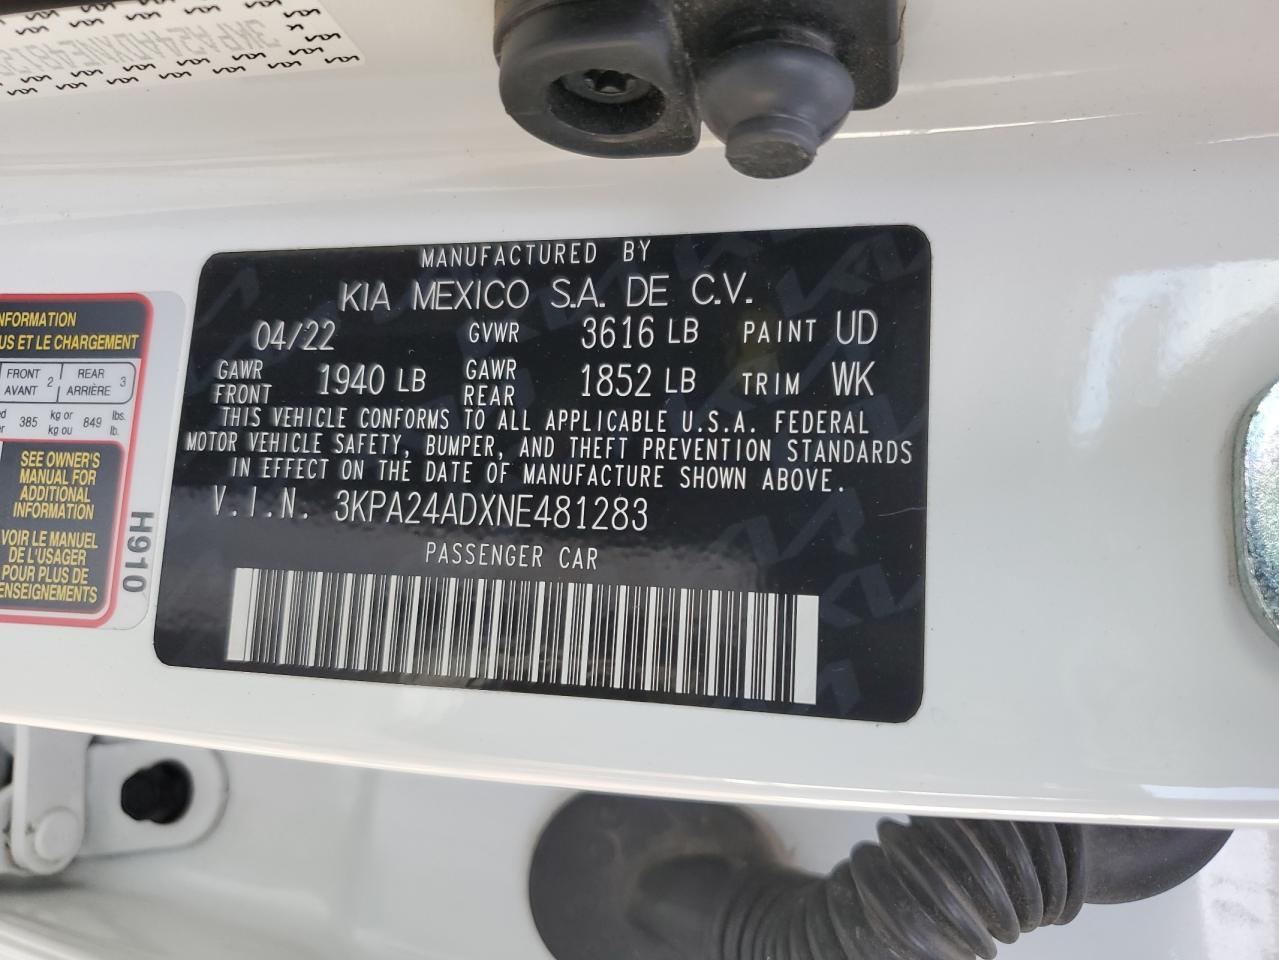 MANUFACTURED BY
KIA MEXICO S.A. DE C.V.
04/22 GVWR 3616 LB PAINT UD
GAWR FRONT 1940 LB GAWR REAR 1852 LB TRIM WK
THIS VEHICLE CONFORMS TO ALL APPLICABLE U.S.A. FEDERAL
MOTOR VEHICLE SAFETY, BUMPER, AND THEFT PREVENTION STANDARDS
IN EFFECT ON THE DATE OF MANUFACTURE SHOWN ABOVE.
V.I.N. 3KPA24ADXNE481283
PASSENGER CAR
NFORMATION
US ET LE CHARGEMENT
FRONT AVANT 2 REAR ARRIÈRE 3
385 kg or kg ou 849 lbs. lb.
SEE OWNER'S
MANUAL FOR
ADDITIONAL
INFORMATION
VOIR LE MANUEL
DE L'USAGER
POUR PLUS DE
ENSEIGNEMENTS
H910